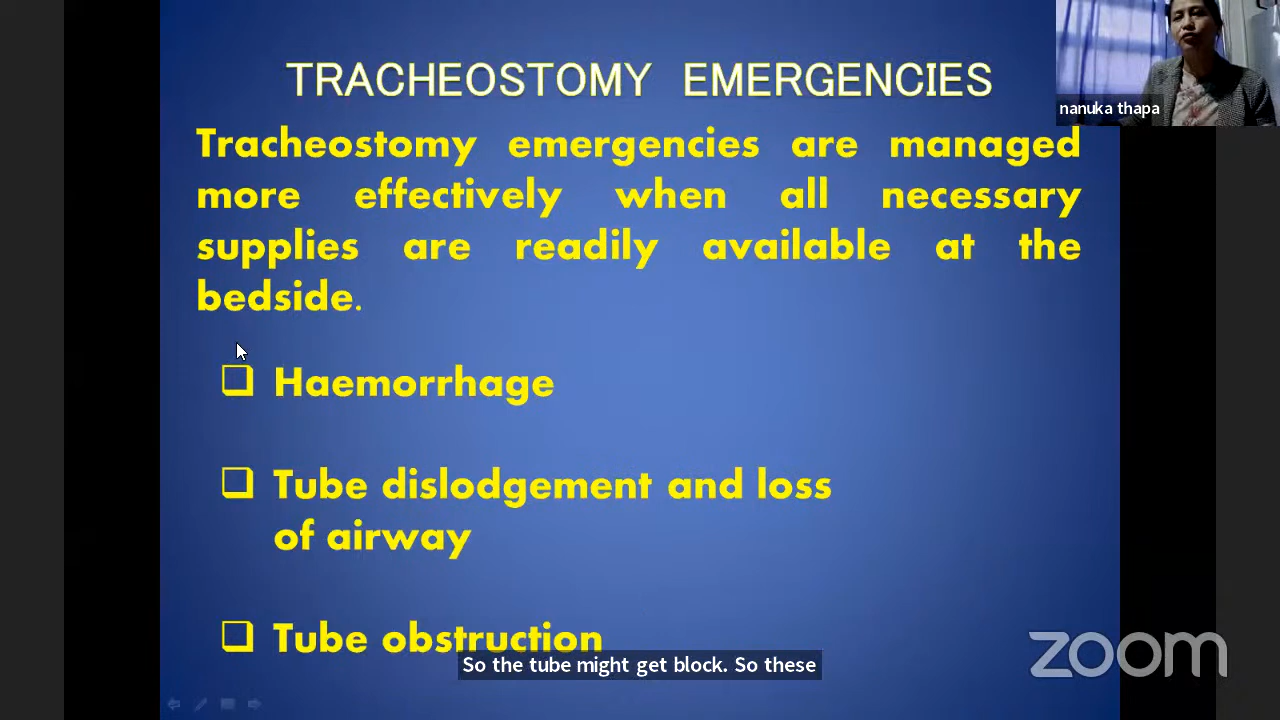 TRACHEOSTOMY EMERGENCIES
nanuka thapa
Tracheostomy emergencies are managed
more effectively when all necessary
supplies are readily available at the
bedside.
Haemorrhage
Tube dislodgement and loss
of airway
Tube obstruction
So the tube might get block. So these
zoom